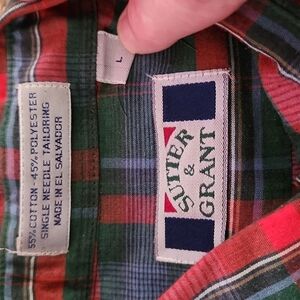 55% COTTON - 45% POLYESTER
SINGLE NEEDLE TAILORING
MADE IN EL SALVADOR
L
SUTTER
&
GRANT